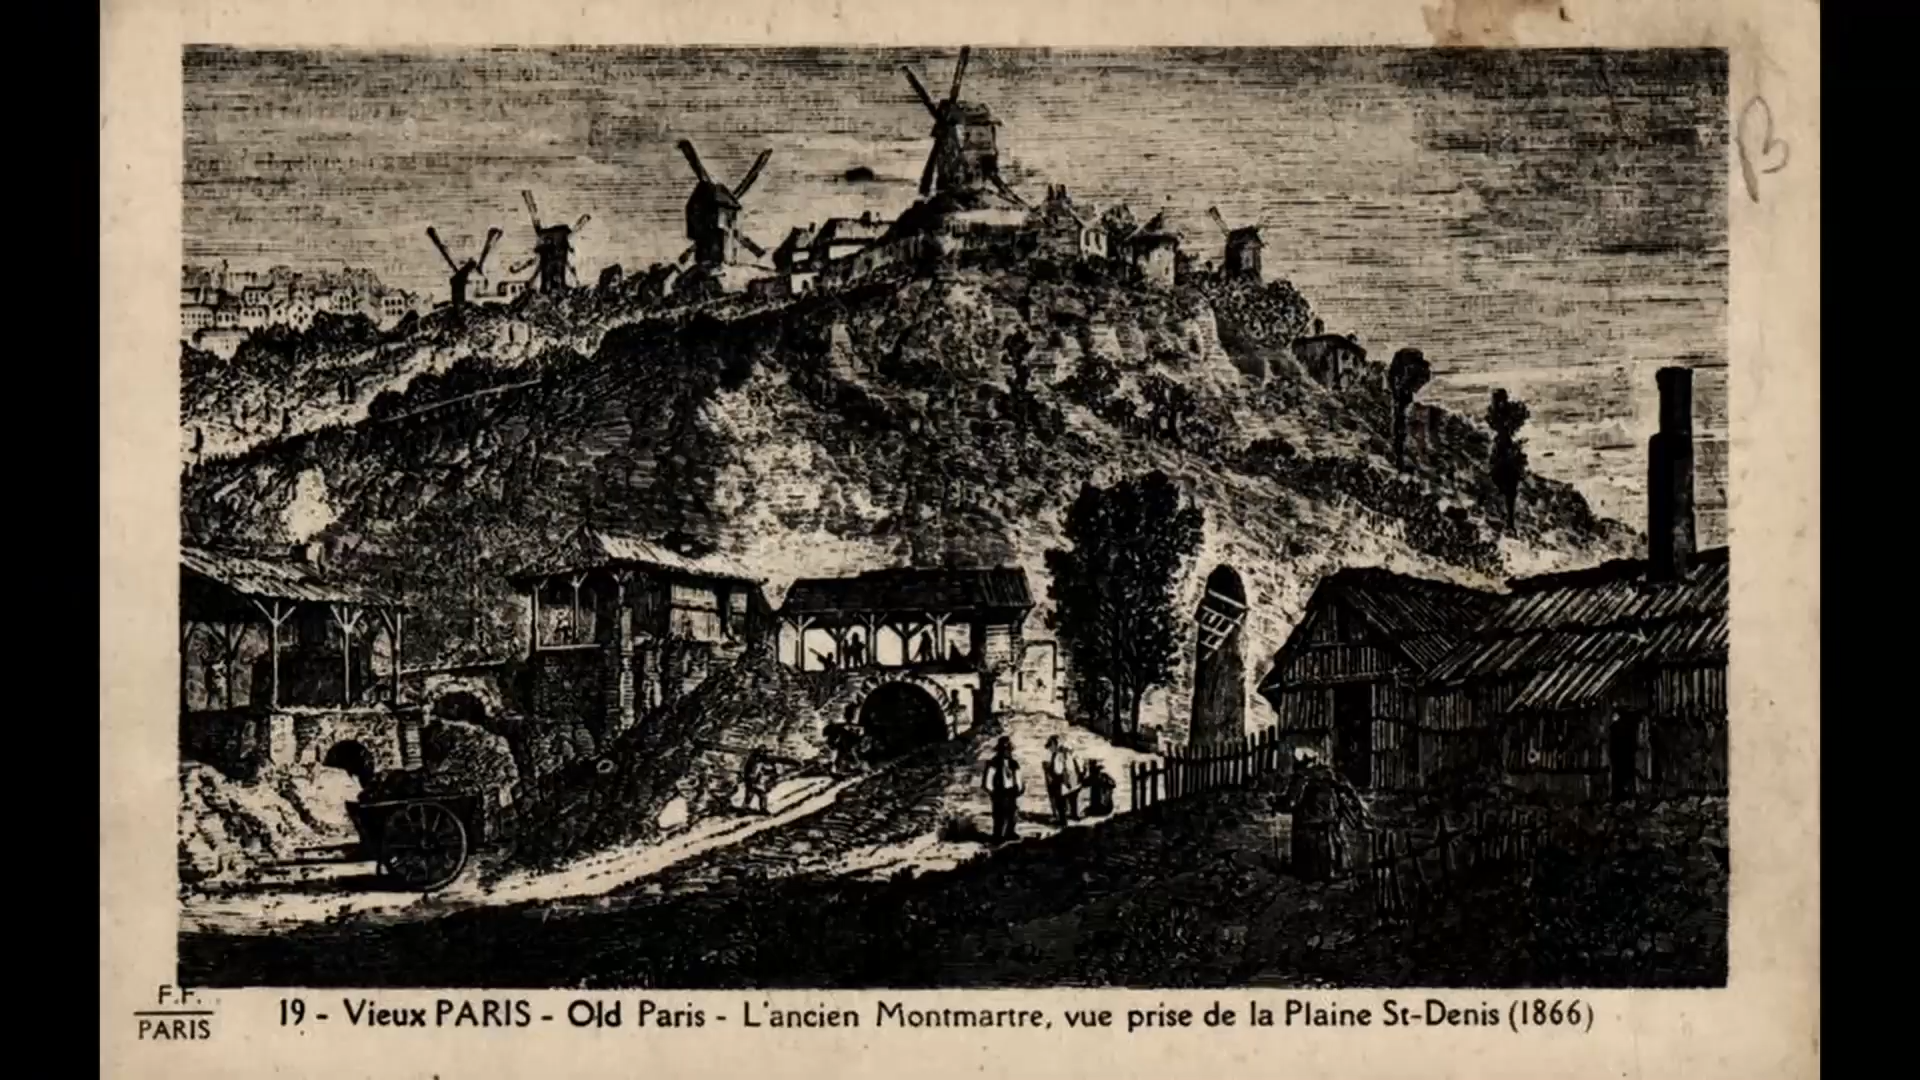 F.F.
PARIS
19 - Vieux PARIS - Old Paris - L'ancien Montmartre, vue prise de la Plaine St-Denis (1866)